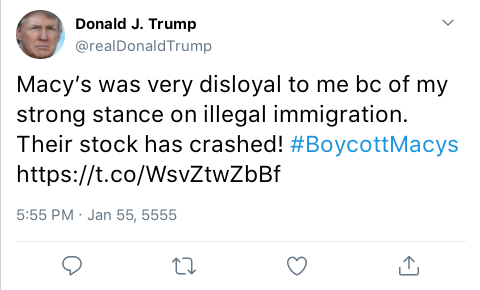 Donald J. Trump
@realDonaldTrump
Macy's was very disloyal to me bc of my
strong stance on illegal immigration.
Their stock has crashed! #BoycottMacys
https://t.co/WsvZtwZbBf
5:55 PM · Jan 55, 5555